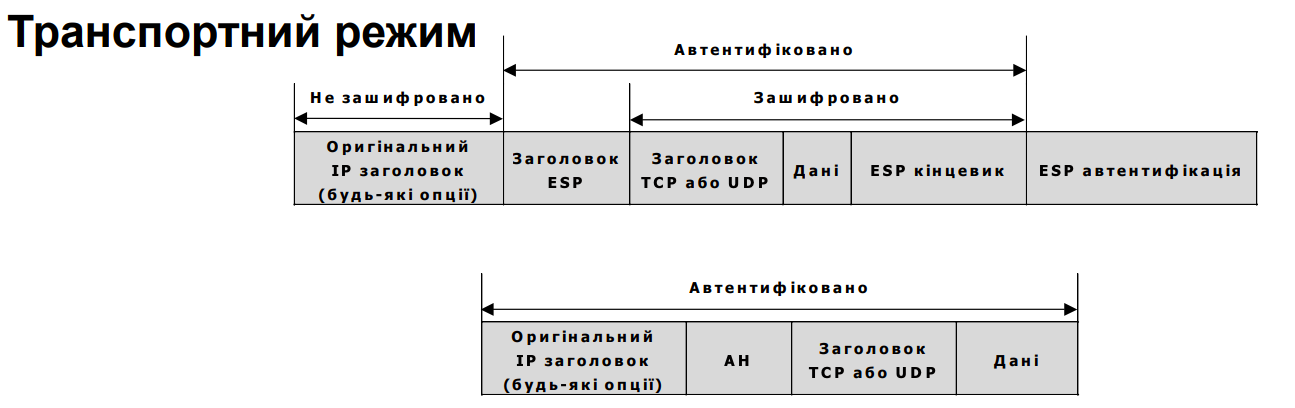 Транспортний режим
Автентифіковано
Не зашифровано
Зашифровано
Оригінальний
IP заголовок
(будь-які опції)
Заголовок
ESP
Заголовок
TCP або UDP
Дані
ESP кінцевик
ESP автентифікація
Автентифіковано
Оригінальний
IP заголовок
(будь-які опції)
AH
Заголовок
TCP або UDP
Дані